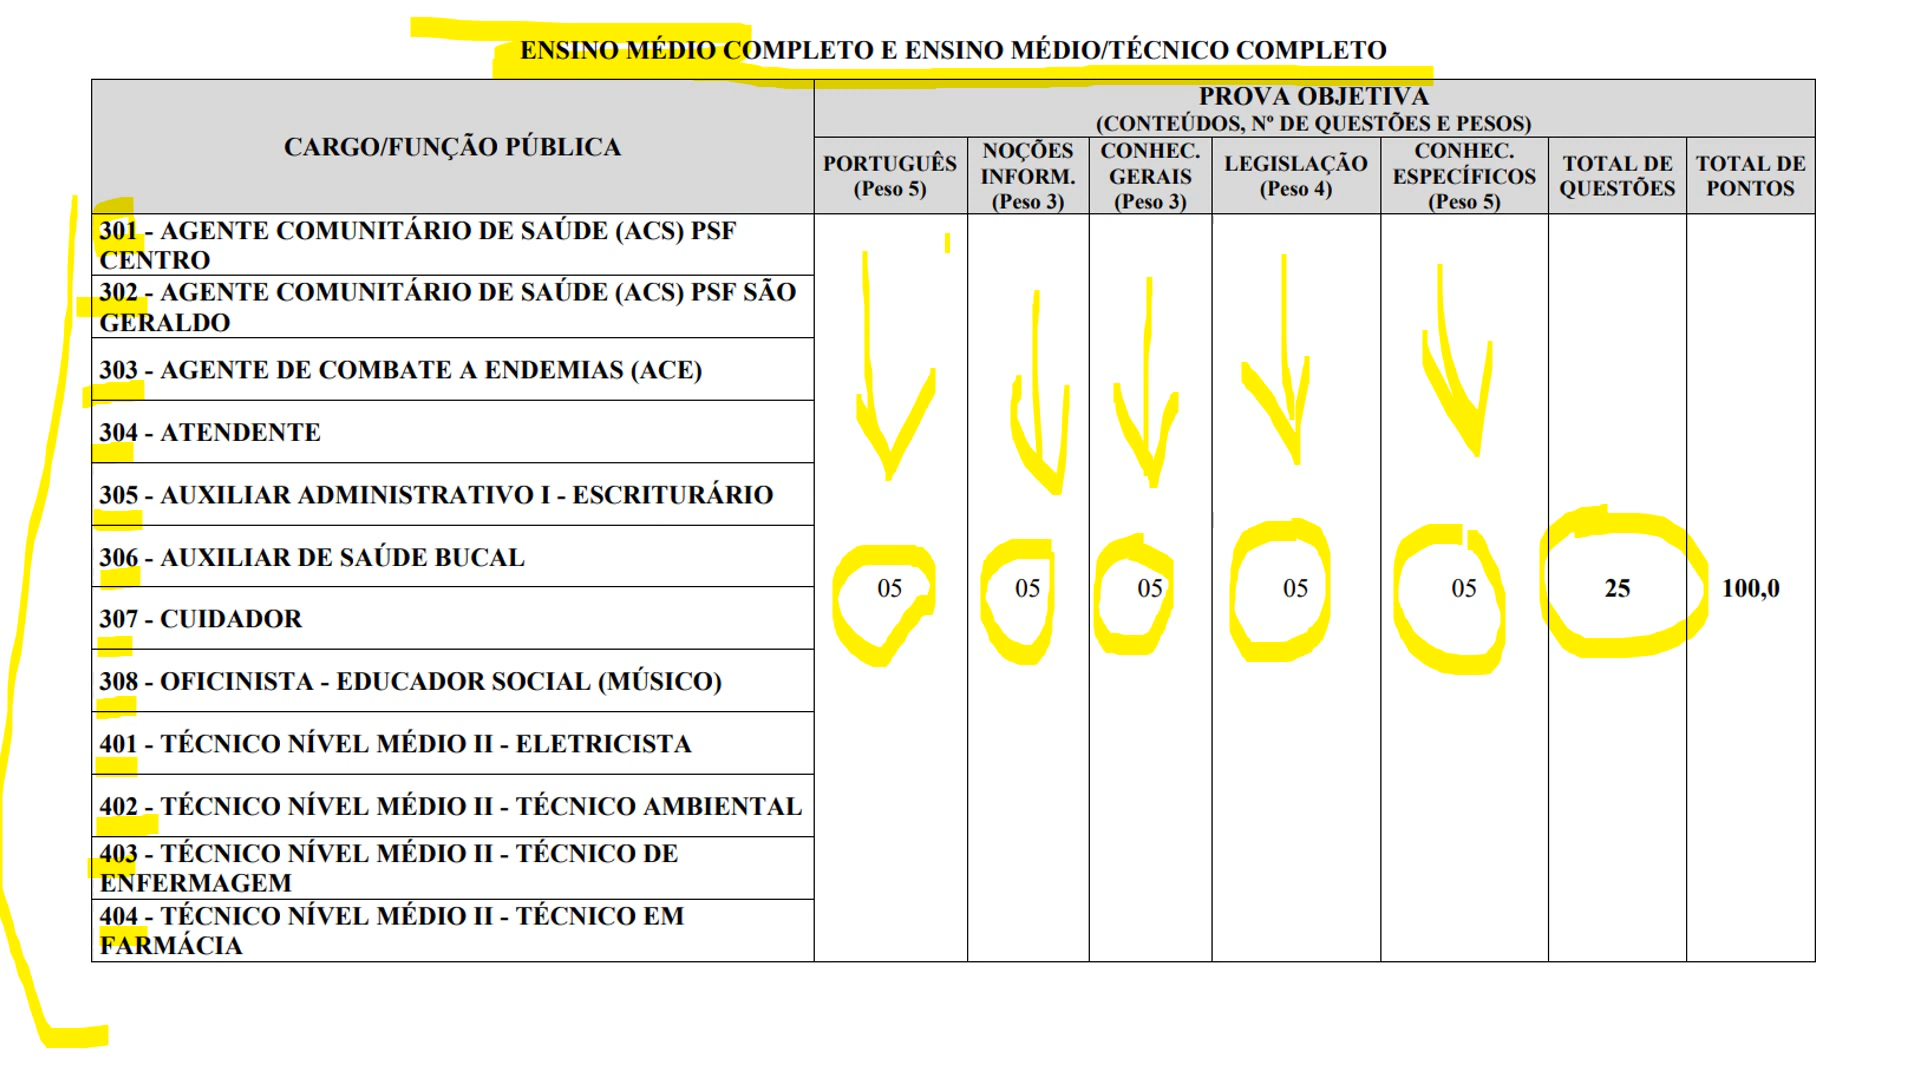 ENSINO MÉDIO COMPLETO E ENSINO MÉDIO/TÉCNICO COMPLETO
CARGO/FUNÇÃO PÚBLICA
PROVA OBJETIVA
(CONTEÚDOS, Nº DE QUESTÕES E PESOS)
PORTUGUÊS
(Peso 5)
NOÇÕES
INFORM.
(Peso 3)
CONHEC.
GERAIS
(Peso 3)
LEGISLAÇÃO
(Peso 4)
CONHEC.
ESPECÍFICOS
(Peso 5)
TOTAL DE
QUESTÕES
TOTAL DE
PONTOS
301 - AGENTE COMUNITÁRIO DE SAÚDE (ACS) PSF
CENTRO
302 - AGENTE COMUNITÁRIO DE SAÚDE (ACS) PSF SÃO
GERALDO
303 - AGENTE DE COMBATE A ENDEMIAS (ACE)
304 - ATENDENTE
305 - AUXILIAR ADMINISTRATIVO I - ESCRITURÁRIO
306 - AUXILIAR DE SAÚDE BUCAL
307 - CUIDADOR
308 - OFICINISTA - EDUCADOR SOCIAL (MÚSICO)
401 - TÉCNICO NÍVEL MÉDIO II - ELETRICISTA
402 - TÉCNICO NÍVEL MÉDIO II - TÉCNICO AMBIENTAL
403 - TÉCNICO NÍVEL MÉDIO II - TÉCNICO DE
ENFERMAGEM
404 - TÉCNICO NÍVEL MÉDIO II - TÉCNICO EM
FARMÁCIA
05 05 05 05 05 25 100,0